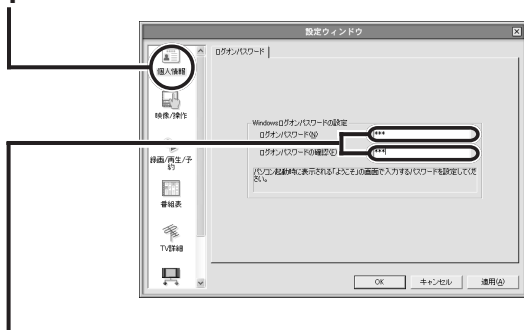 設定ウィンドウ
個人情報
映像/操作
録画/再生/予
約
番組表
TV詳細
ログオンパスワード
Windowsログオンパスワードの設定
ログオンパスワード(N)
***
ログオンパスワードの確認(F)
***
パソコン起動時に表示される「ようこそ」の画面で入力するパスワードを設定してくだ
さい。
OK
キャンセル
適用(A)